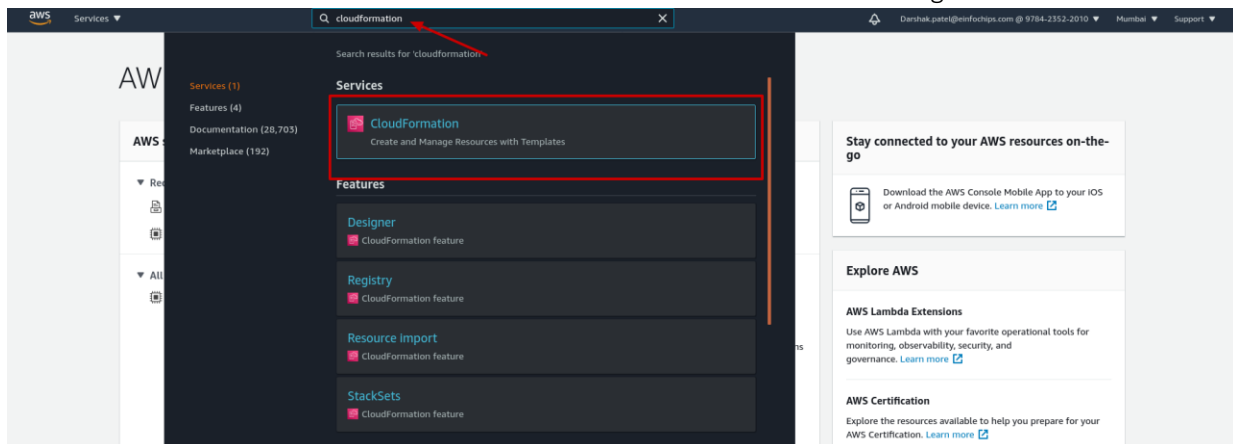 aws
Services ▼
cloudformation
Darshak.patel@einfochips.com @ 9784-2352-2010 ▼
Mumbai ▼
Support ▼
AW
AWS
▼ Re
▼ All
Search results for 'cloudformation'
Services (1)
Features (4)
Documentation (28,703)
Marketplace (192)
Services
CloudFormation
Create and Manage Resources with Templates
Features
Designer
CloudFormation feature
Registry
CloudFormation feature
Resource import
CloudFormation feature
StackSets
CloudFormation feature
ns
Stay connected to your AWS resources on-the-
go
Download the AWS Console Mobile App to your iOS
or Android mobile device. Learn more
Explore AWS
AWS Lambda Extensions
Use AWS Lambda with your favorite operational tools for
monitoring, observability, security, and
governance. Learn more
AWS Certification
Explore the resources available to help you prepare for your
AWS Certification. Learn more